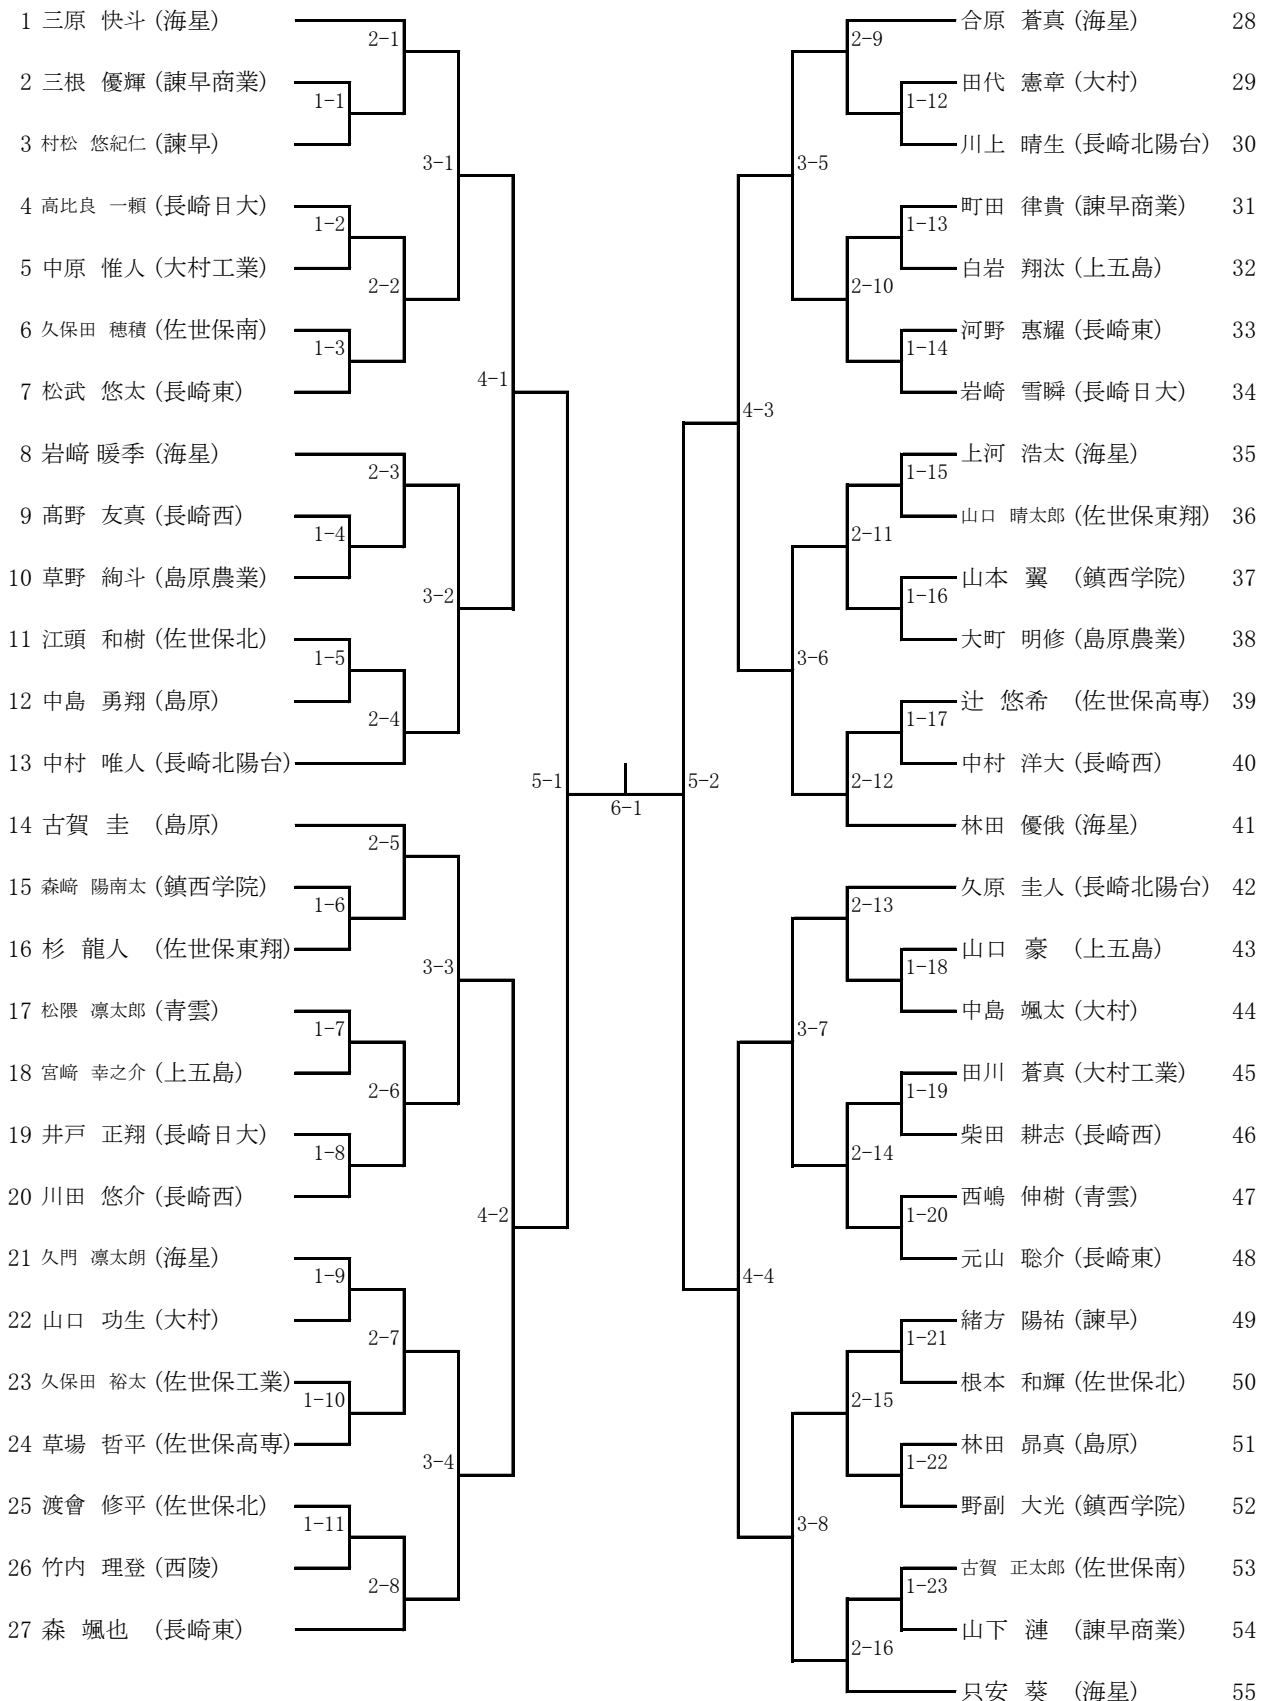 1 三原 快斗 (海星)
2-1
2 三根 優輝 (諫早商業)
1-1
3 村松 悠紀仁 (諫早)
3-1
4 高比良 一頼 (長崎日大)
1-2
5 中原 惟人 (大村工業)
2-2
6 久保田 穂積 (佐世保南)
1-3
7 松武 悠太 (長崎東)
4-1
8 岩﨑 暖季 (海星)
2-3
9 髙野 友真 (長崎西)
1-4
10 草野 絢斗 (島原農業)
3-2
11 江頭 和樹 (佐世保北)
1-5
12 中島 勇翔 (島原)
2-4
13 中村 唯人 (長崎北陽台)
5-1
14 古賀 圭 (島原)
2-5
15 森﨑 陽南太 (鎮西学院)
1-6
16 杉 龍人 (佐世保東翔)
3-3
17 松隈 凛太郎 (青雲)
1-7
18 宮﨑 幸之介 (上五島)
2-6
19 井戸 正翔 (長崎日大)
1-8
20 川田 悠介 (長崎西)
4-2
21 久門 凛太朗 (海星)
1-9
22 山口 功生 (大村)
2-7
23 久保田 裕太 (佐世保工業)
1-10
24 草場 哲平 (佐世保高専)
3-4
25 渡會 修平 (佐世保北)
1-11
26 竹内 理登 (西陵)
2-8
27 森 颯也 (長崎東)
6-1
合原 蒼真 (海星) 28
2-9
田代 憲章 (大村) 29
1-12
川上 晴生 (長崎北陽台) 30
3-5
町田 律貴 (諫早商業) 31
1-13
白岩 翔汰 (上五島) 32
2-10
河野 惠耀 (長崎東) 33
1-14
岩崎 雪瞬 (長崎日大) 34
4-3
上河 浩太 (海星) 35
1-15
山口 晴太郎 (佐世保東翔) 36
2-11
山本 翼 (鎮西学院) 37
1-16
大町 明修 (島原農業) 38
3-6
辻 悠希 (佐世保高専) 39
1-17
中村 洋大 (長崎西) 40
2-12
林田 優俄 (海星) 41
5-2
久原 圭人 (長崎北陽台) 42
2-13
山口 豪 (上五島) 43
1-18
中島 颯太 (大村) 44
3-7
田川 蒼真 (大村工業) 45
1-19
柴田 耕志 (長崎西) 46
2-14
西嶋 伸樹 (青雲) 47
1-20
元山 聡介 (長崎東) 48
4-4
緒方 陽祐 (諫早) 49
1-21
根本 和輝 (佐世保北) 50
2-15
林田 昴真 (島原) 51
1-22
野副 大光 (鎮西学院) 52
3-8
古賀 正太郎 (佐世保南) 53
1-23
山下 漣 (諫早商業) 54
2-16
只安 葵 (海星) 55